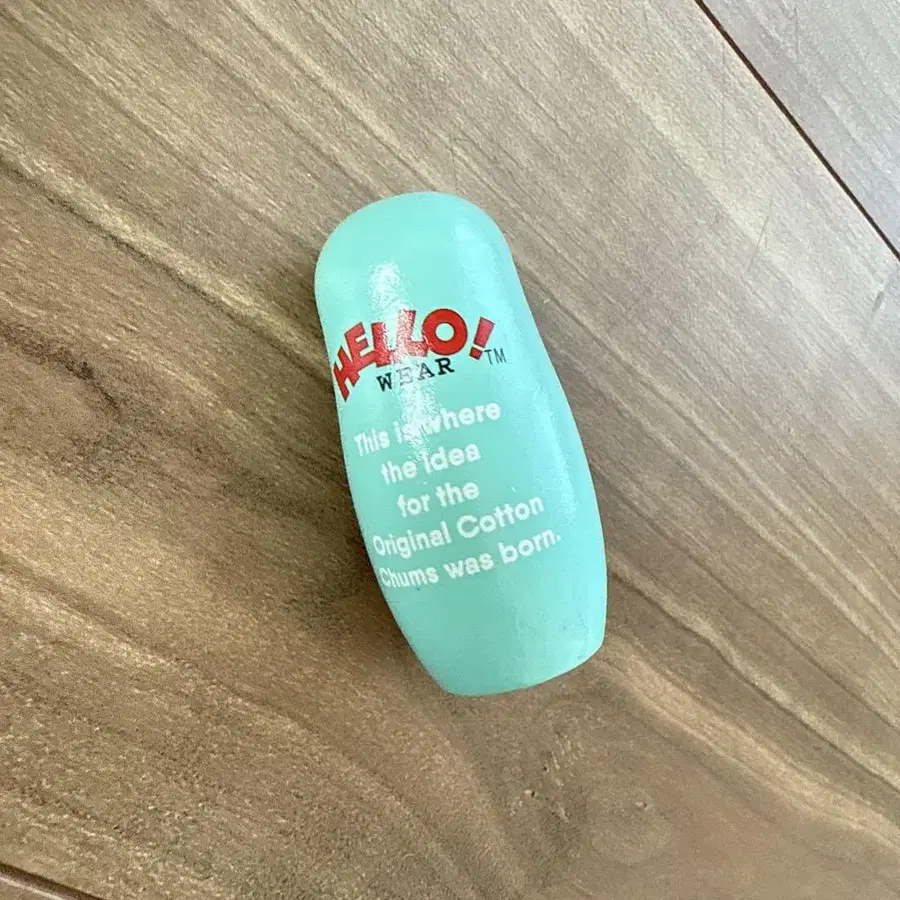 HELLO!™
WEAR
This is where
the idea
for the
Original Cotton
Chums was born.